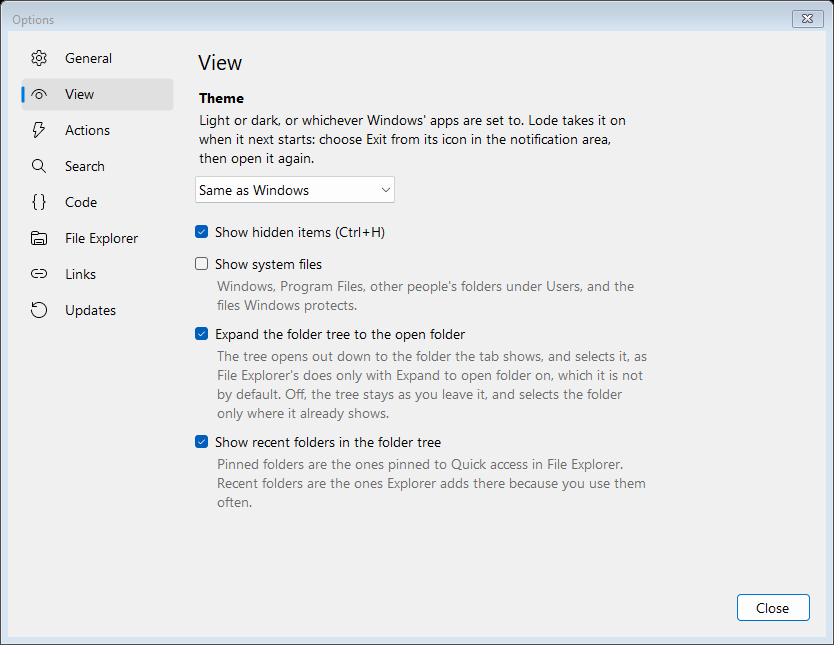 Options
General
View
Actions
Search
{ } Code
File Explorer
Links
Updates
View
Theme
Light or dark, or whichever Windows' apps are set to. Lode takes it on
when it next starts: choose Exit from its icon in the notification area,
then open it again.
Same as Windows
Show hidden items (Ctrl+H)
Show system files
Windows, Program Files, other people's folders under Users, and the
files Windows protects.
Expand the folder tree to the open folder
The tree opens out down to the folder the tab shows, and selects it, as
File Explorer's does only with Expand to open folder on, which it is not
by default. Off, the tree stays as you leave it, and selects the folder
only where it already shows.
Show recent folders in the folder tree
Pinned folders are the ones pinned to Quick access in File Explorer.
Recent folders are the ones Explorer adds there because you use them
often.
Close